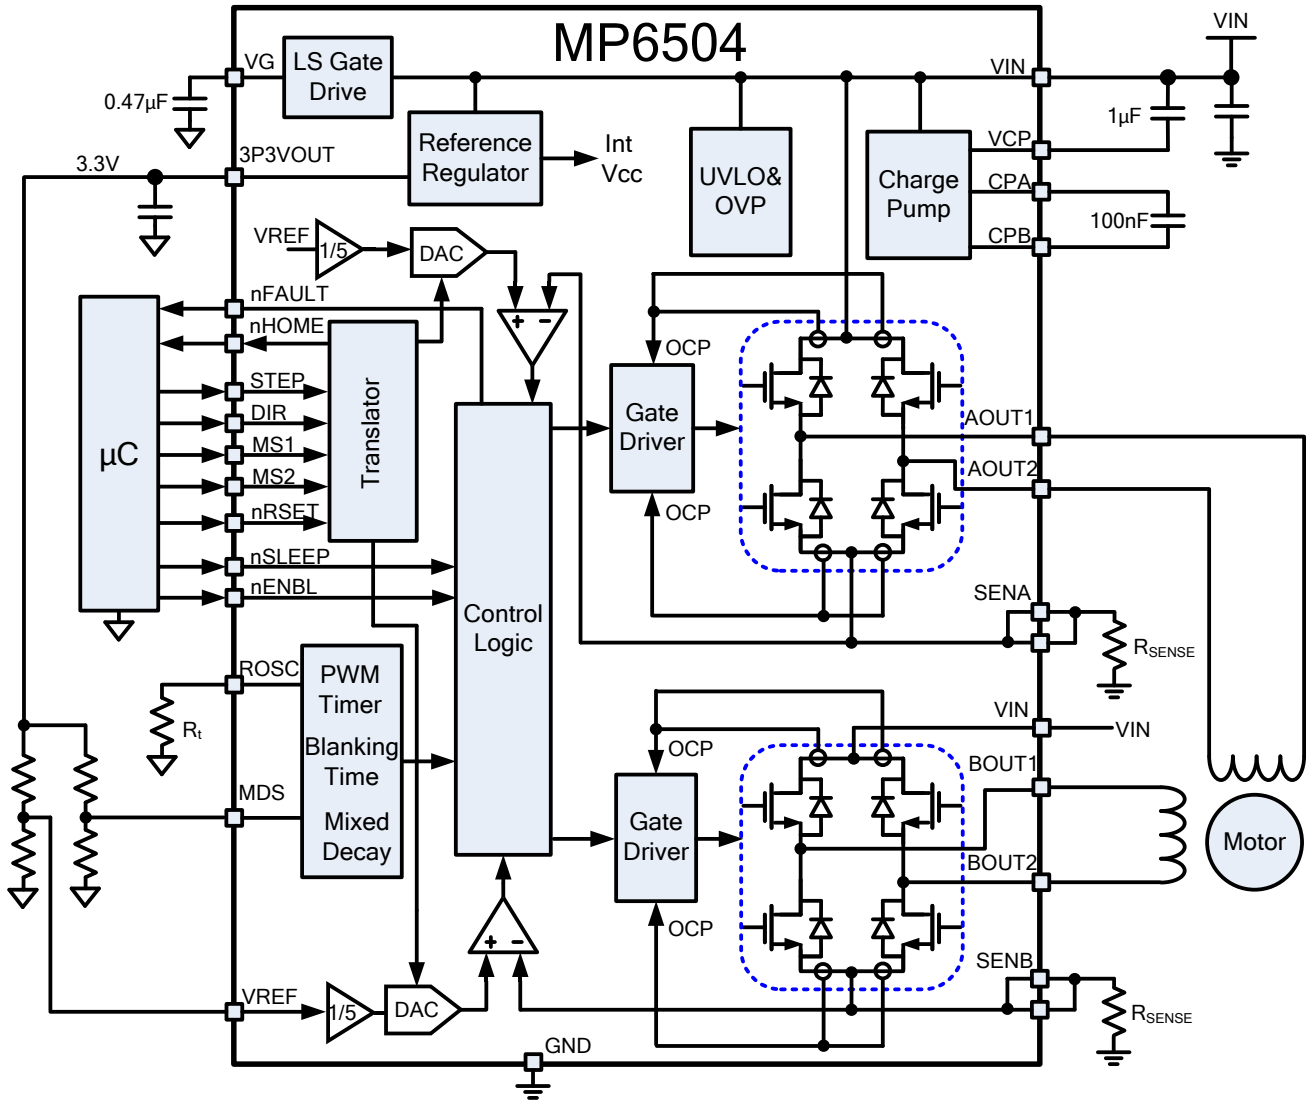 MP6504
VG
LS Gate
Drive
VIN
VIN
0.47µF
1µF
Reference
Regulator
Int
Vcc
UVLO&
OVP
Charge
Pump
VCP
CPA
100nF
CPB
3.3V
3P3VOUT
VREF
1/5
DAC
nFAULT
+ −
nHOME
OCP
STEP
DIR
MS1
MS2
nRSET
nSLEEP
nENBL
µC
Translator
Gate
Driver
AOUT1
AOUT2
OCP
Control
Logic
SENA
RSENSE
ROSC
Rt
PWM
Timer
Blanking
Time
Mixed
Decay
MDS
VIN
VIN
OCP
BOUT1
Gate
Driver
Motor
BOUT2
OCP
+ −
SENB
RSENSE
VREF
1/5
DAC
GND